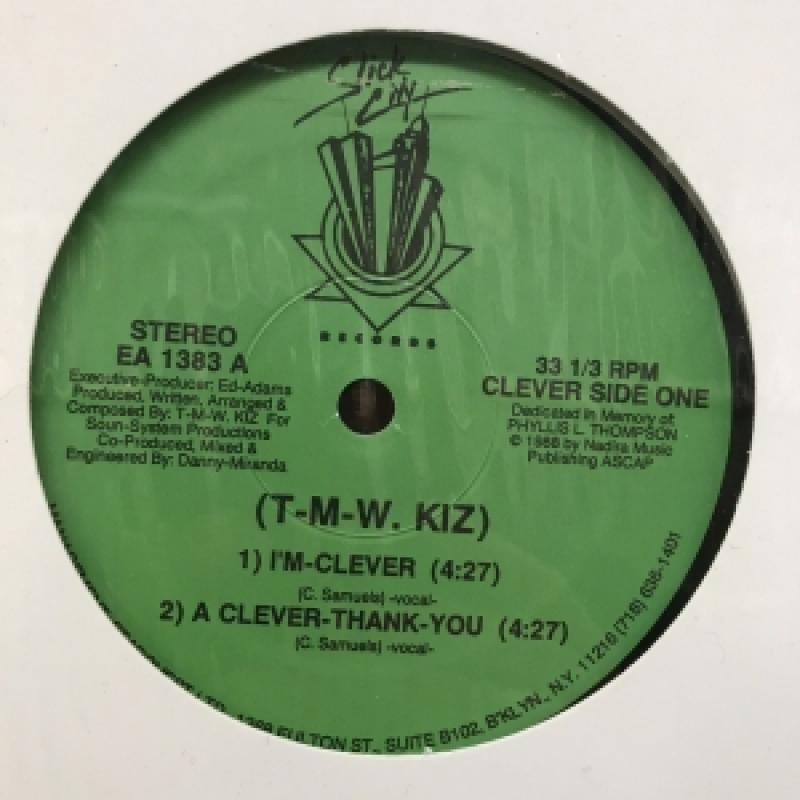 Slick
City
RECORDS
STEREO
EA 1383 A
Executive-Producer: Ed-Adams
Produced, Written, Arranged &
Composed By: T-M-W. KIZ For
Soun-System Productions
Co-Produced, Mixed &
Engineered By: Danny-Miranda
33 1/3 RPM
CLEVER SIDE ONE
Dedicated in Memory of:
PHYLLIS L. THOMPSON
© 1988 by Nadira Music
Publishing ASCAP
(T-M-W. KIZ)
1) I'M-CLEVER (4:27)
(C. Samuels) -vocal-
2) A CLEVER-THANK-YOU (4:27)
(C. Samuels) -vocal-
FULTON ST., SUITE 8102, B'KLYN., N.Y. 11216 (718) 636-1401